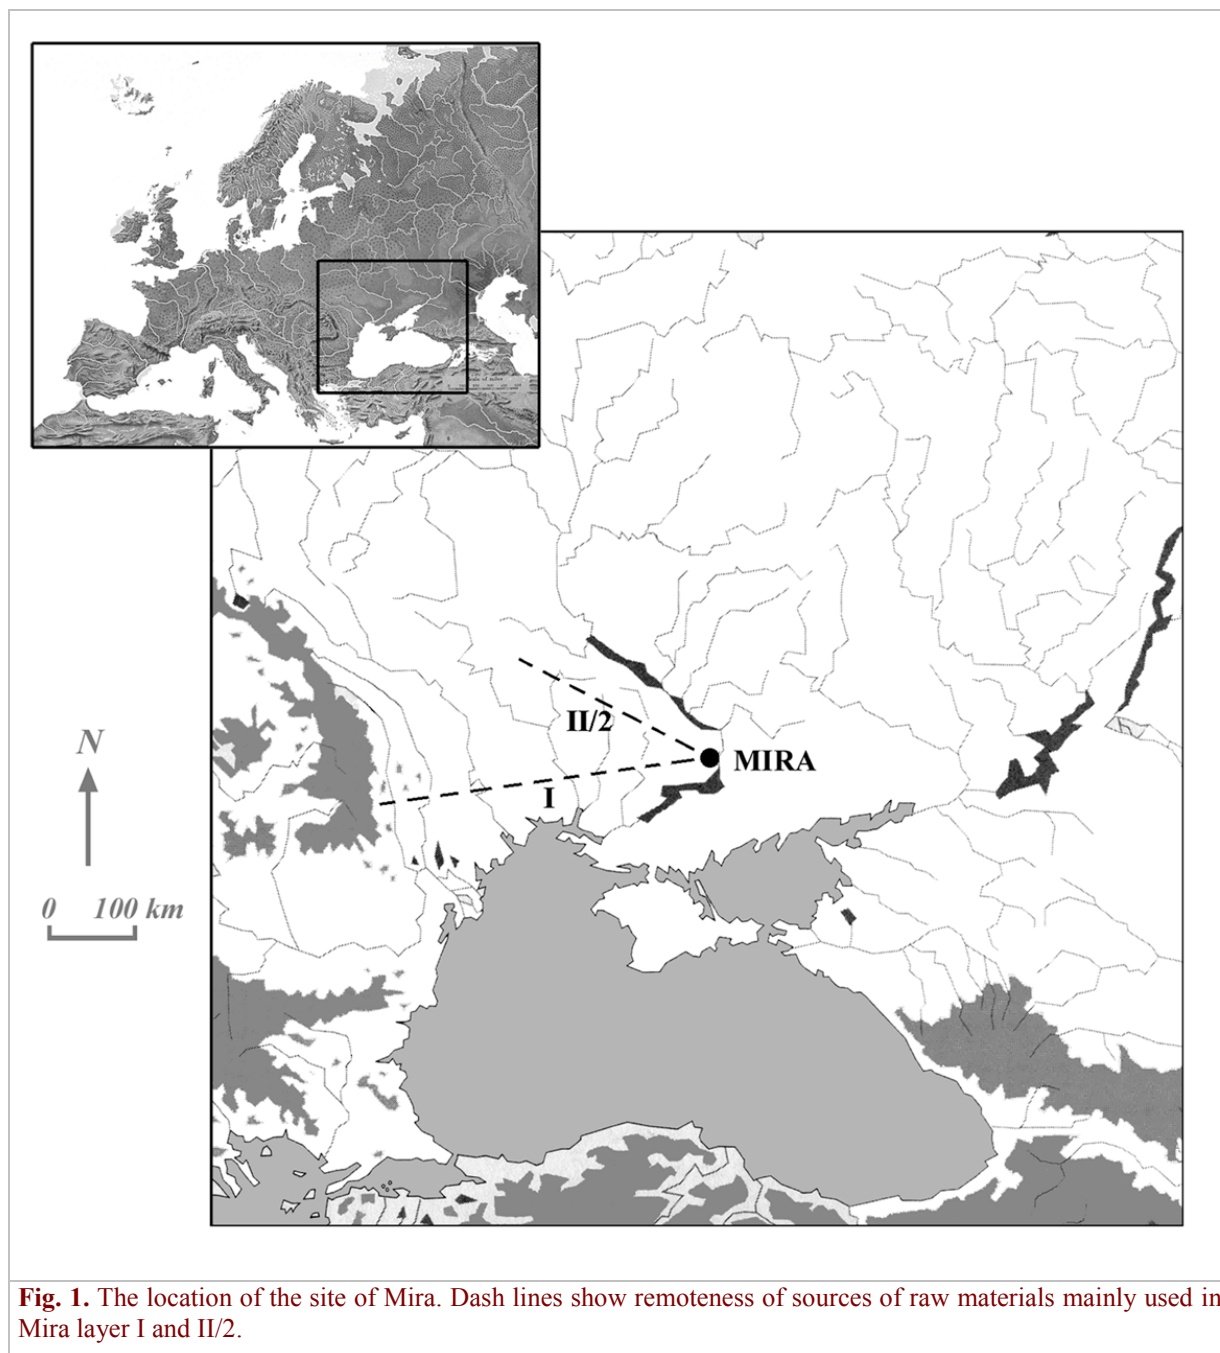 II/2
MIRA
I
N
0 100 km
Fig. 1. The location of the site of Mira. Dash lines show remoteness of sources of raw materials mainly used in
Mira layer I and II/2.